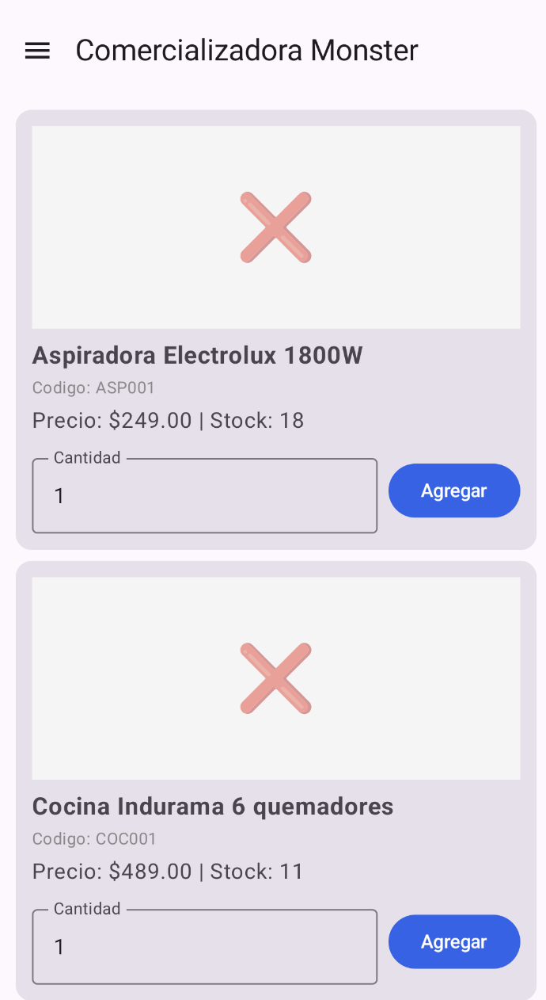 Comercializadora Monster
Aspiradora Electrolux 1800W
Codigo: ASP001
Precio: $249.00 | Stock: 18
Cantidad
1
Agregar
Cocina Indurama 6 quemadores
Codigo: COC001
Precio: $489.00 | Stock: 11
Cantidad
1
Agregar